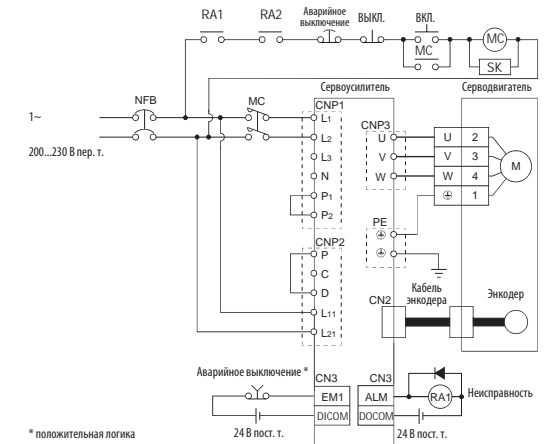 RA1 RA2 Аварийное выключение ВЫКЛ. ВКЛ.
MC
MC
SK
Сервоусилитель Серводвигатель
NFB MC CNP1
CNP3
1~
200...230 В пер. т.
L1
L2
L3
N
P1
P2
U
V
W
U 2
V 3
W 4
1
M
PE
CNP2
P
C
D
L11
L21
CN2
Кабель энкодера
Энкодер
Аварийное выключение *
CN3
EM1
DICOM
24 В пост. т.
CN3
ALM
DOCOM
RA1
Неисправность
24 В пост. т.
* положительная логика